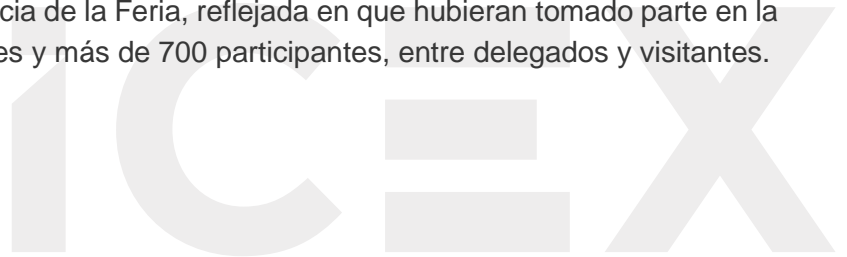 cia de la Feria, reflejada en que hubieran tomado parte en la
es y más de 700 participantes, entre delegados y visitantes.
ICEX